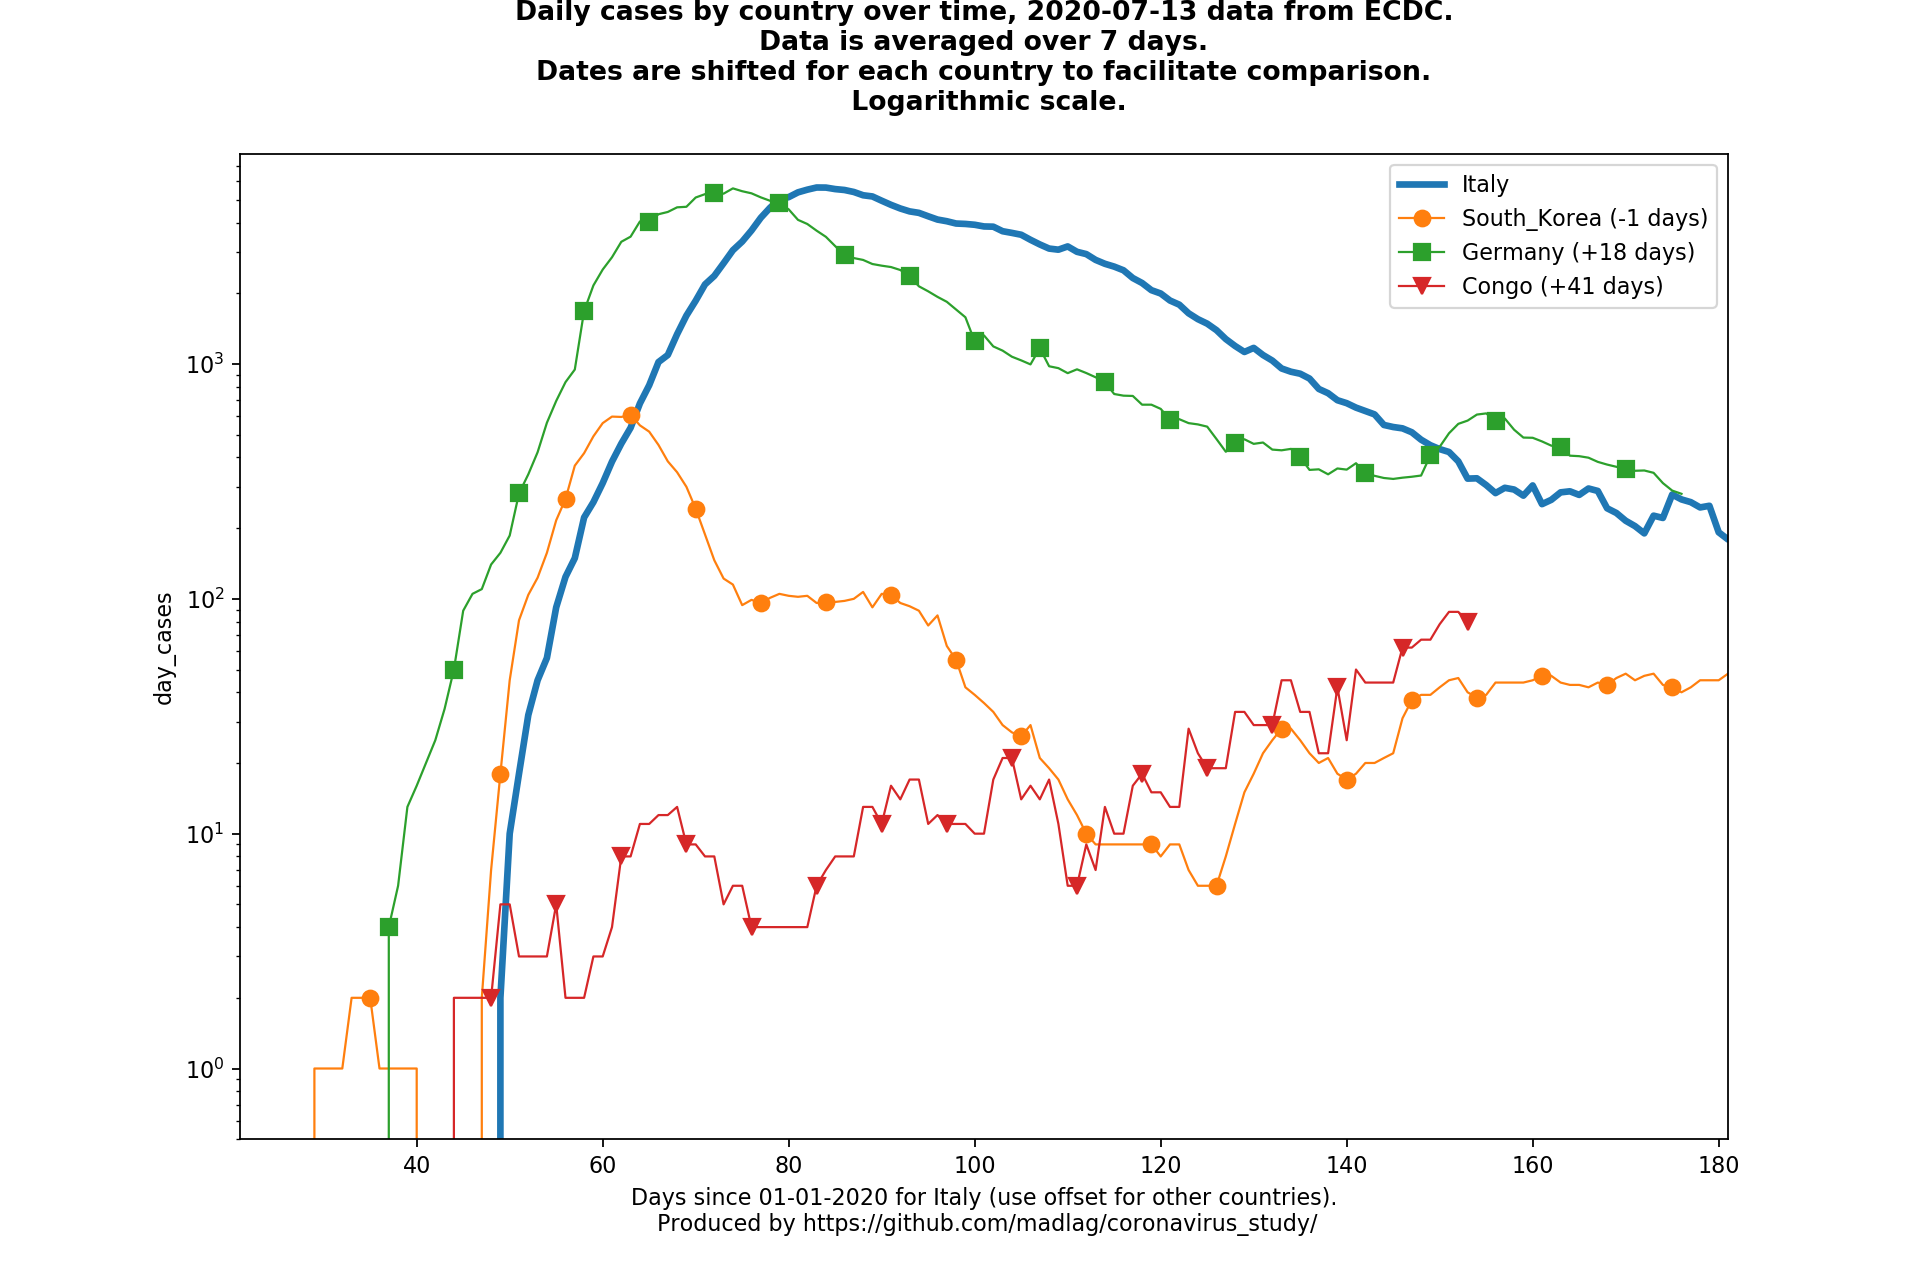 Daily cases by country over time, 2020-07-13 data from ECDC.
Data is averaged over 7 days.
Dates are shifted for each country to facilitate comparison.
Logarithmic scale.
Italy
South_Korea (-1 days)
Germany (+18 days)
Congo (+41 days)
day_cases
10³
10²
10¹
10⁰
40 60 80 100 120 140 160 180
Days since 01-01-2020 for Italy (use offset for other countries).
Produced by https://github.com/madlag/coronavirus_study/